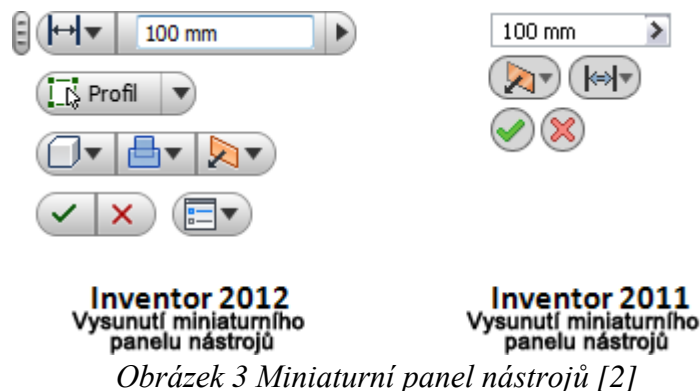 100 mm
Profil
Inventor 2012
Vysunutí miniaturního
panelu nástrojů
100 mm
Inventor 2011
Vysunutí miniaturního
panelu nástrojů
Obrázek 3 Miniaturní panel nástrojů [2]